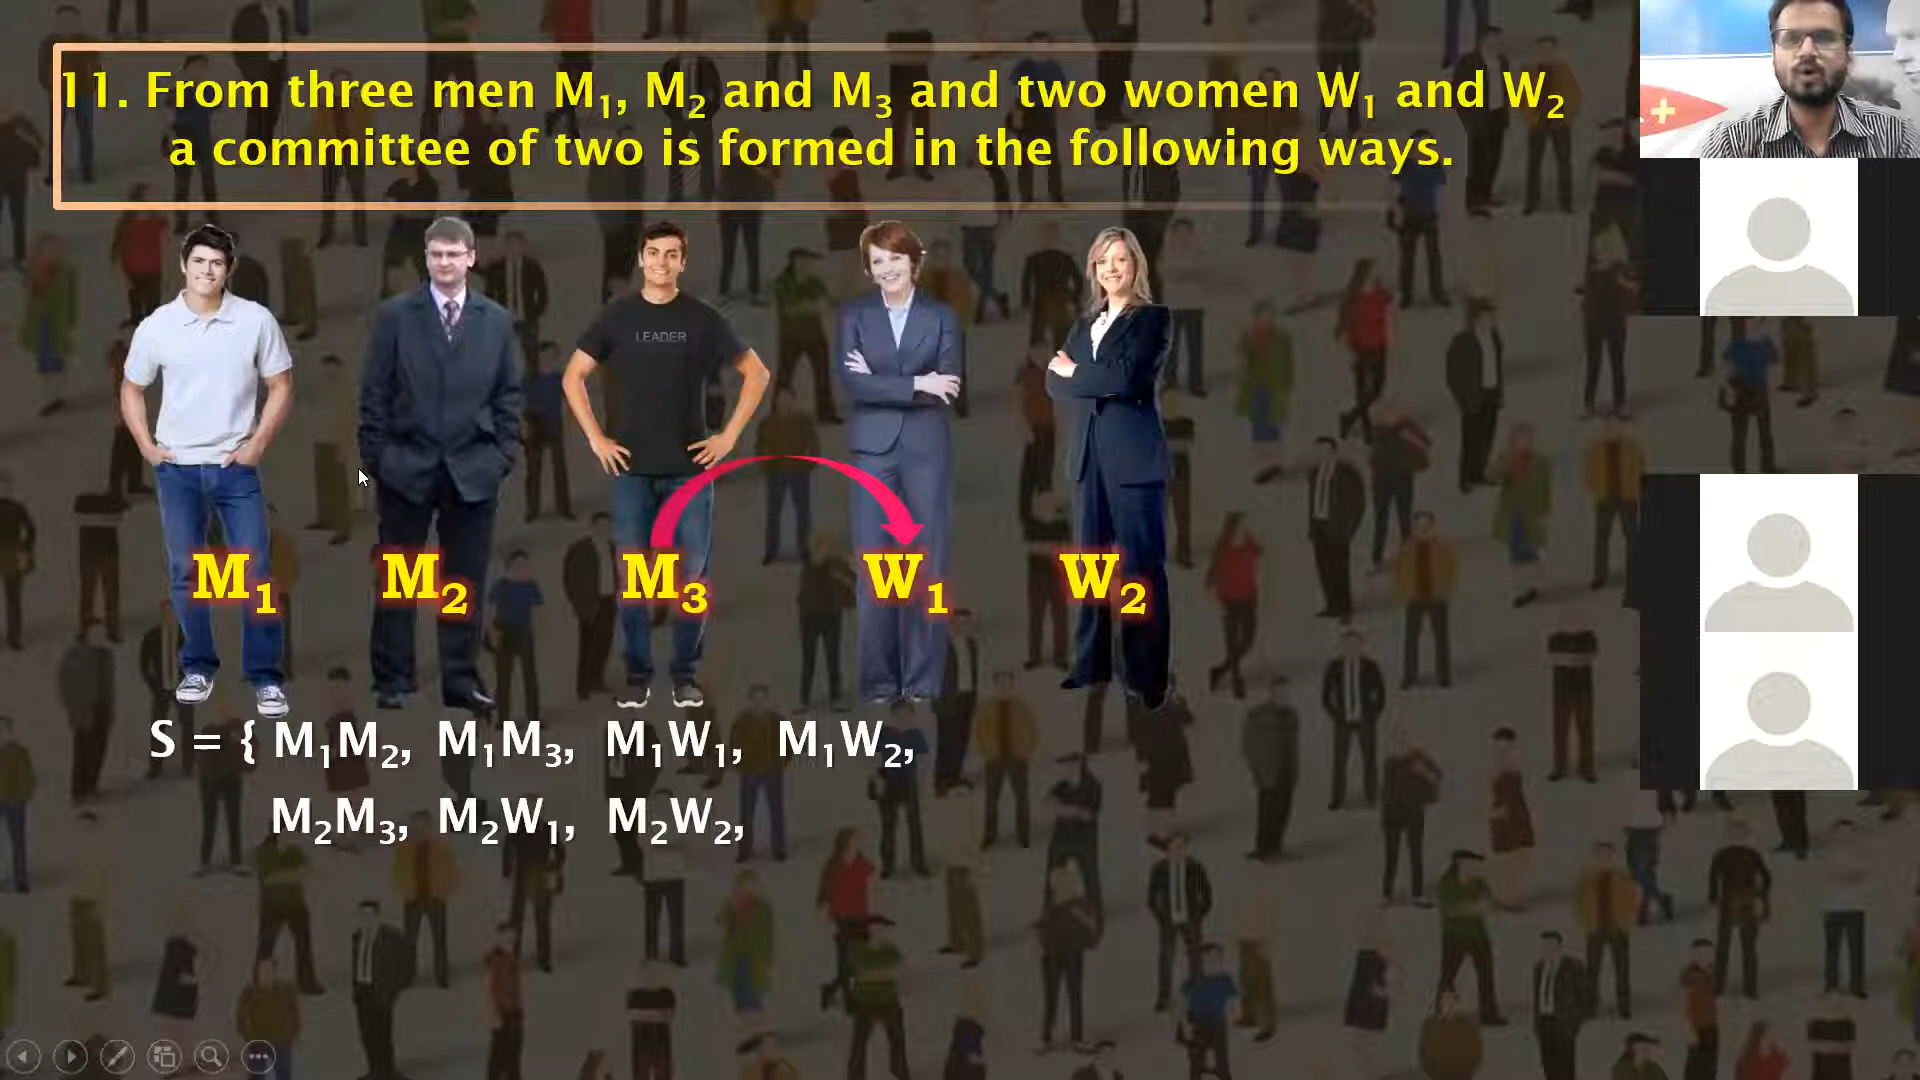 11. From three men M₁, M₂ and M₃ and two women W₁ and W₂
a committee of two is formed in the following ways.
LEADER
M₁ M₂ M₃ W₁ W₂
S = { M₁M₂, M₁M₃, M₁W₁, M₁W₂,
M₂M₃, M₂W₁, M₂W₂,